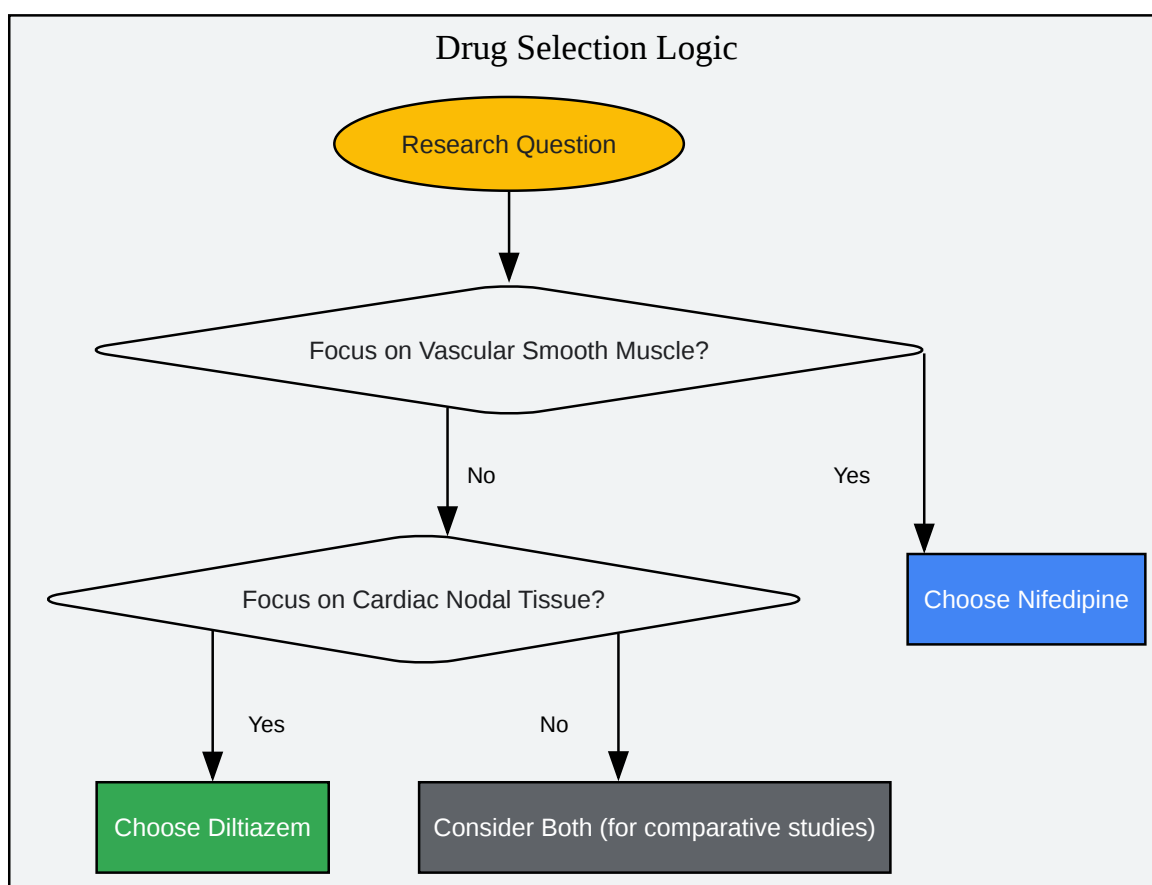 Drug Selection Logic
Research Question
Focus on Vascular Smooth Muscle?
No
Yes
Focus on Cardiac Nodal Tissue?
Choose Nifedipine
Yes
No
Choose Diltiazem
Consider Both (for comparative studies)